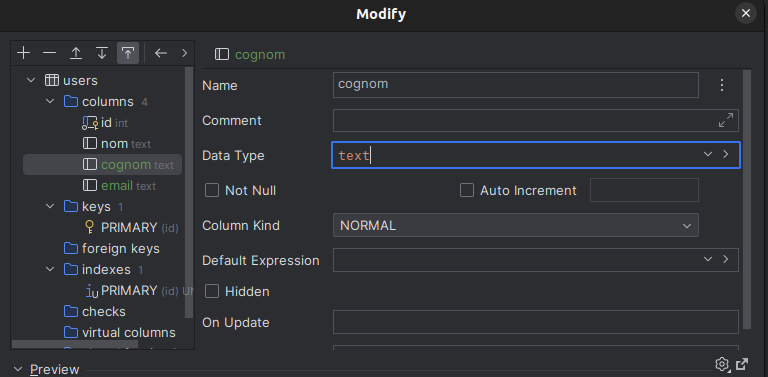 Modify
users
columns 4
id int
nom text
cognom text
email text
keys 1
PRIMARY (id)
foreign keys
indexes 1
PRIMARY (id)
checks
virtual columns
cognom
Name cognom
Comment
Data Type text
Not Null Auto Increment
Column Kind NORMAL
Default Expression
Hidden
On Update
Preview